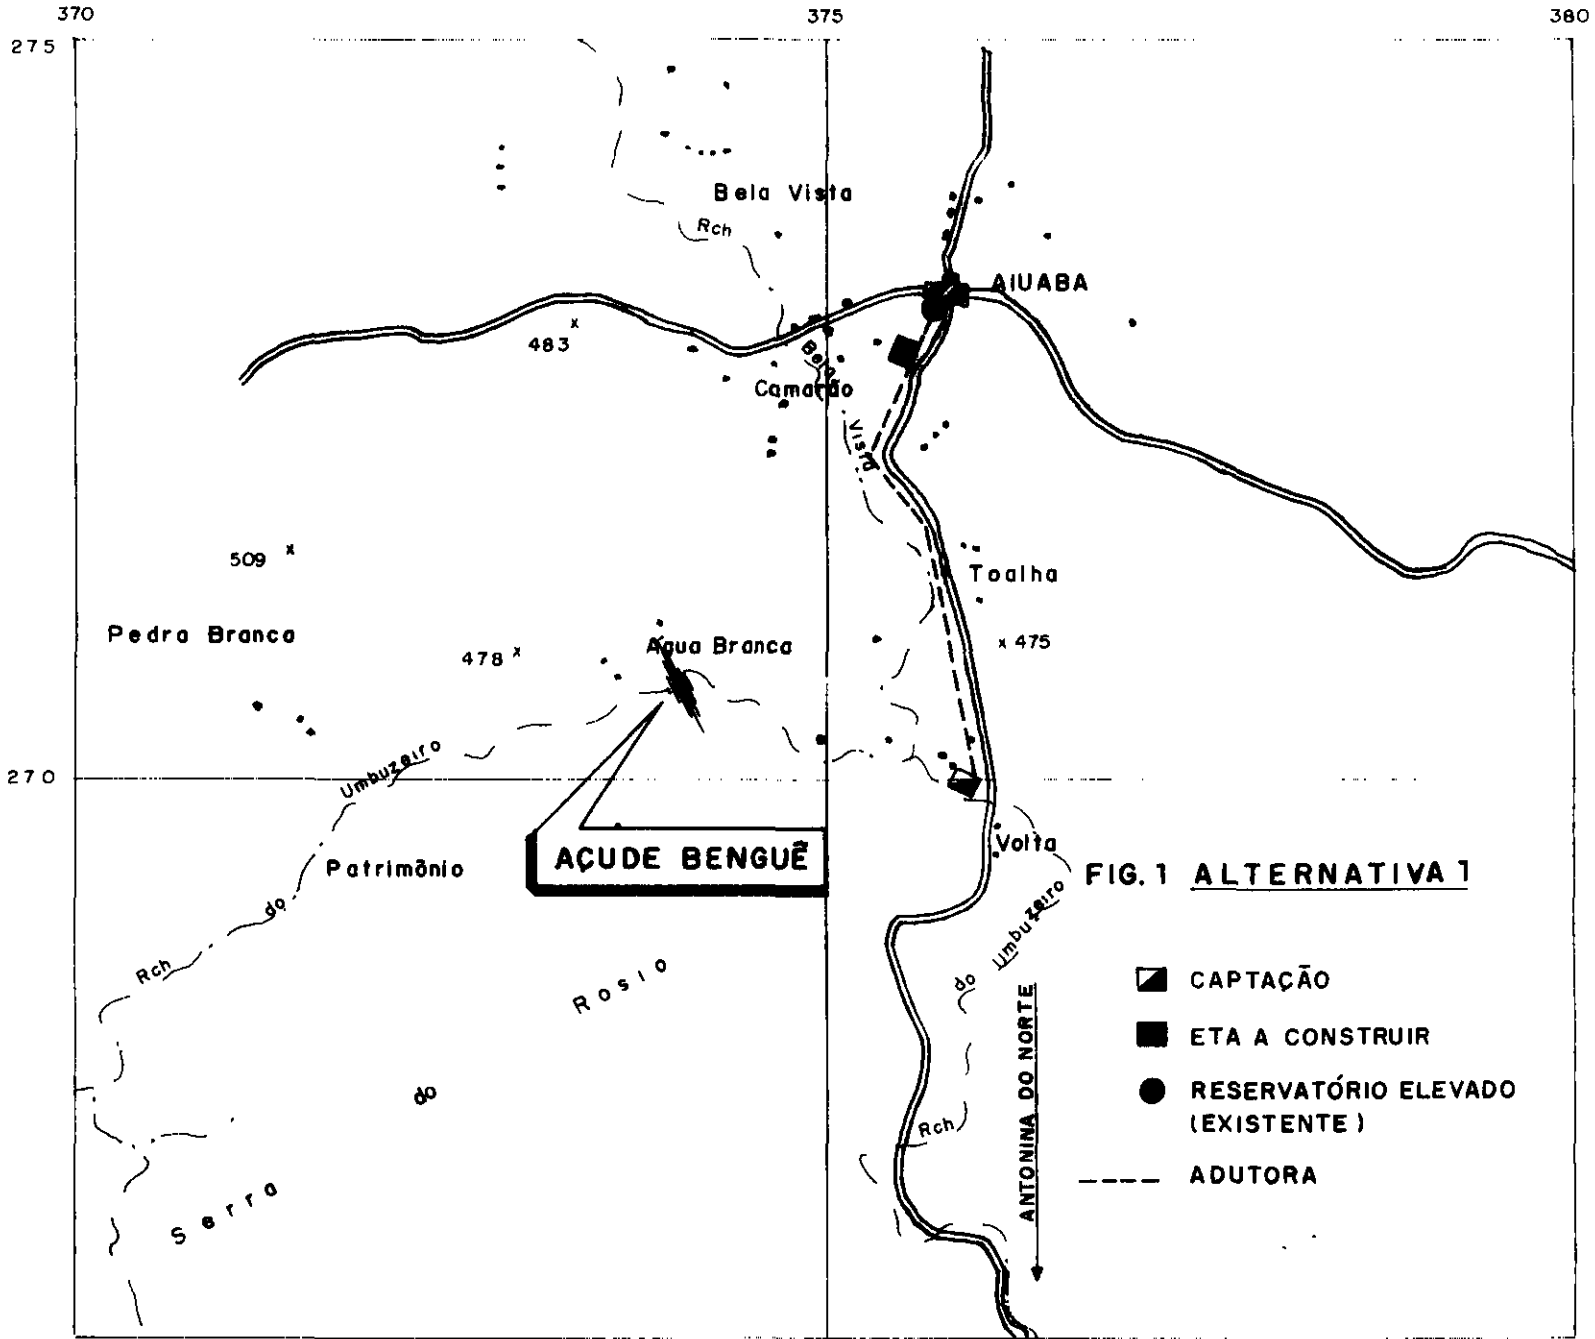 370 375 380
275
Bela Vista
Rch
AIUABA
483
Bela
Camarão
Vista
509
Toalha
Pedra Branca
Agua Branca
478
475
Umbuzeiro
270
Volta
AÇUDE BENGUÊ
Patrimônio
FIG. 1 ALTERNATIVA 1
do
Umbuzeiro
Rch
Rosio
do
CAPTAÇÃO
ETA A CONSTRUIR
ANTONINA DO NORTE
do
RESERVATÓRIO ELEVADO
(EXISTENTE)
Rch
ADUTORA
Serra